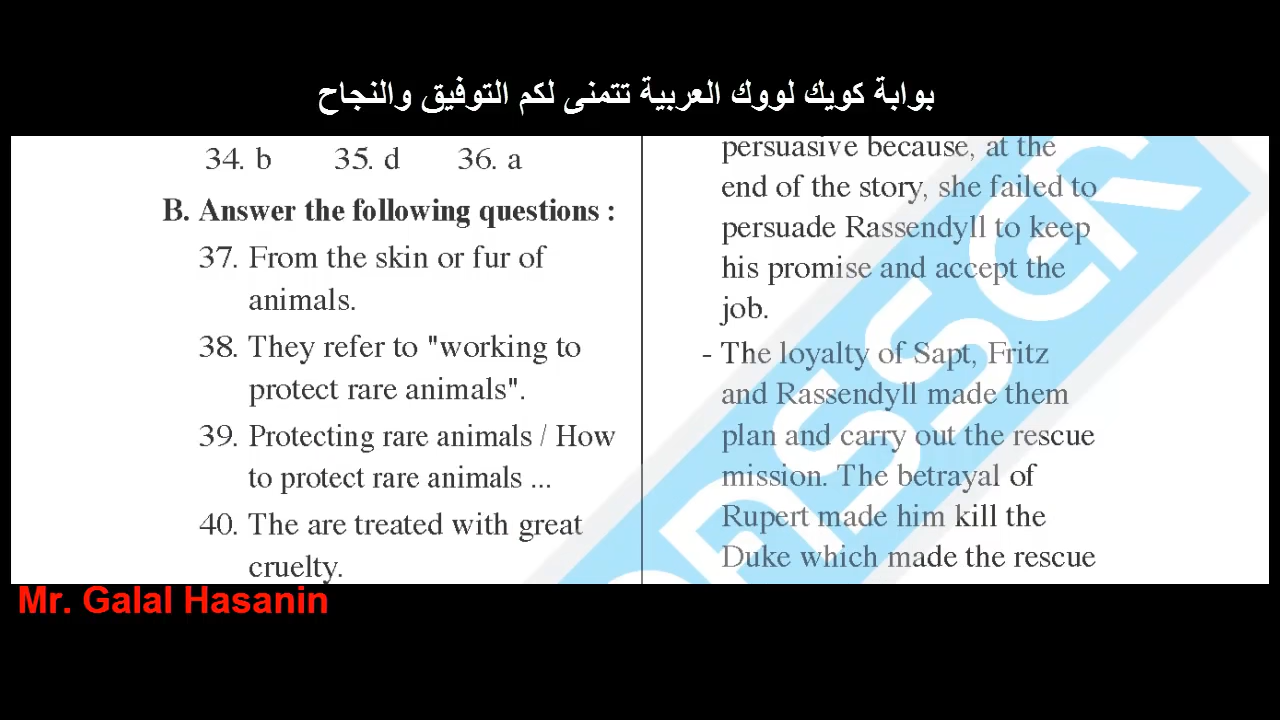 بوابة كويك لووك العربية تتمنى لكم التوفيق والنجاح
34. b 35. d 36. a
B. Answer the following questions :
37. From the skin or fur of
animals.
38. They refer to "working to
protect rare animals".
39. Protecting rare animals / How
to protect rare animals ...
40. The are treated with great
cruelty.
persuasive because, at the
end of the story, she failed to
persuade Rassendyll to keep
his promise and accept the
job.
- The loyalty of Sapt, Fritz
and Rassendyll made them
plan and carry out the rescue
mission. The betrayal of
Rupert made him kill the
Duke which made the rescue
Mr. Galal Hasanin